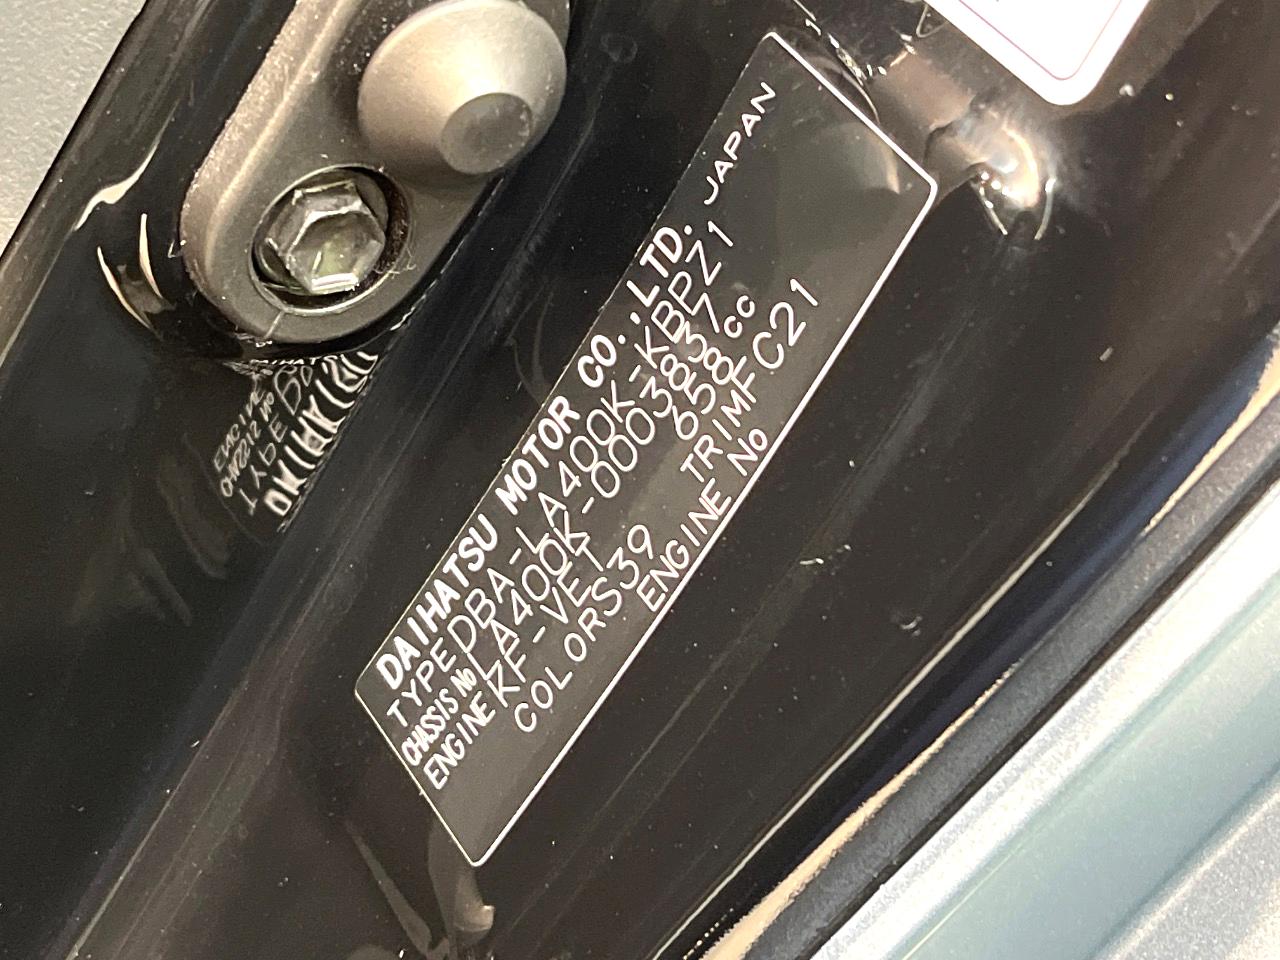 DAIHATSU MOTOR CO.,LTD. JAPAN
TYPE DBA-LA400K-KBPZ1
CHASSIS No LA400K-0003837
ENGINE KF-VET 658cc
COLOR S39 TRIM FC21
ENGINE No